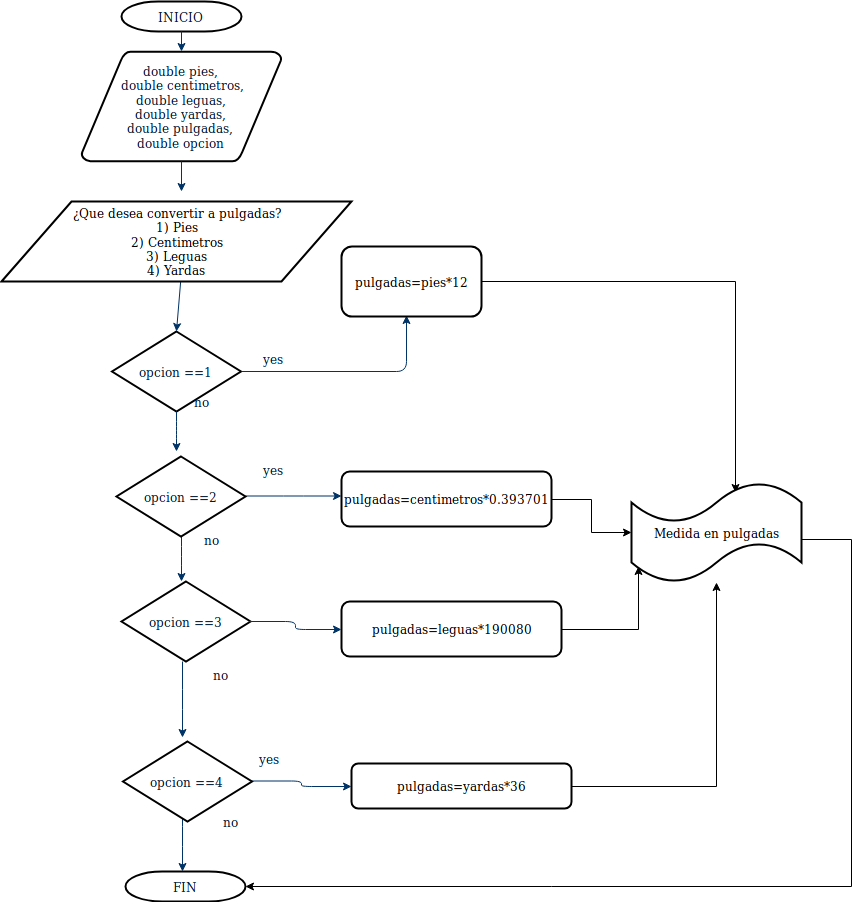 INICIO
double pies,
double centimetros,
double leguas,
double yardas,
double pulgadas,
double opcion
¿Que desea convertir a pulgadas?
1) Pies
2) Centimetros
3) Leguas
4) Yardas
pulgadas=pies*12
yes
opcion ==1
no
yes
opcion ==2
pulgadas=centimetros*0.393701
Medida en pulgadas
no
opcion ==3
pulgadas=leguas*190080
no
yes
opcion ==4
pulgadas=yardas*36
no
FIN